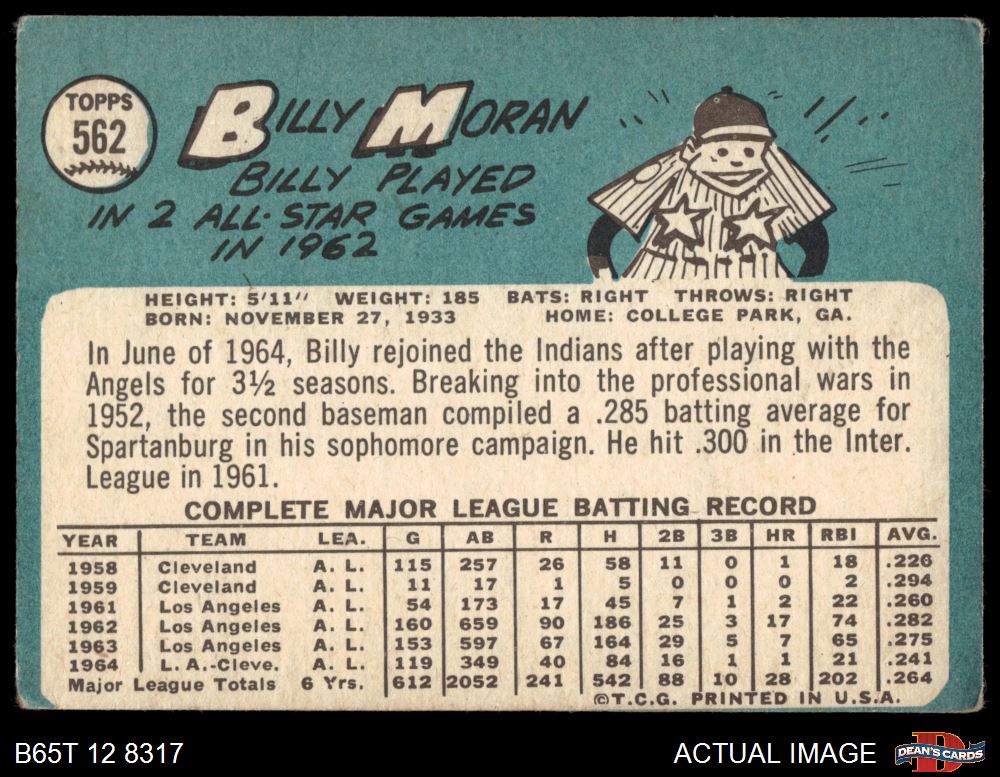 TOPPS
562
BILLY MORAN
BILLY PLAYED
IN 2 ALL-STAR GAMES
IN 1962
HEIGHT: 5'11" WEIGHT: 185 BATS: RIGHT THROWS: RIGHT
BORN: NOVEMBER 27, 1933 HOME: COLLEGE PARK, GA.
In June of 1964, Billy rejoined the Indians after playing with the
Angels for 3½ seasons. Breaking into the professional wars in
1952, the second baseman compiled a .285 batting average for
Spartanburg in his sophomore campaign. He hit .300 in the Inter.
League in 1961.
COMPLETE MAJOR LEAGUE BATTING RECORD
YEAR TEAM LEA. G AB R H 2B 3B HR RBI AVG.
1958 Cleveland A. L. 115 257 26 58 11 0 1 18 .226
1959 Cleveland A. L. 11 17 1 5 0 0 0 2 .294
1961 Los Angeles A. L. 54 173 17 45 7 1 2 22 .260
1962 Los Angeles A. L. 160 659 90 186 25 3 17 74 .282
1963 Los Angeles A. L. 153 597 67 164 29 5 7 65 .275
1964 L. A.-Cleve. A. L. 119 349 40 84 16 1 1 21 .241
Major League Totals 6 Yrs. 612 2052 241 542 88 10 28 202 .264
©T.C.G. PRINTED IN U.S.A.
B65T 12 8317 ACTUAL IMAGE D DEAN'S CARDS